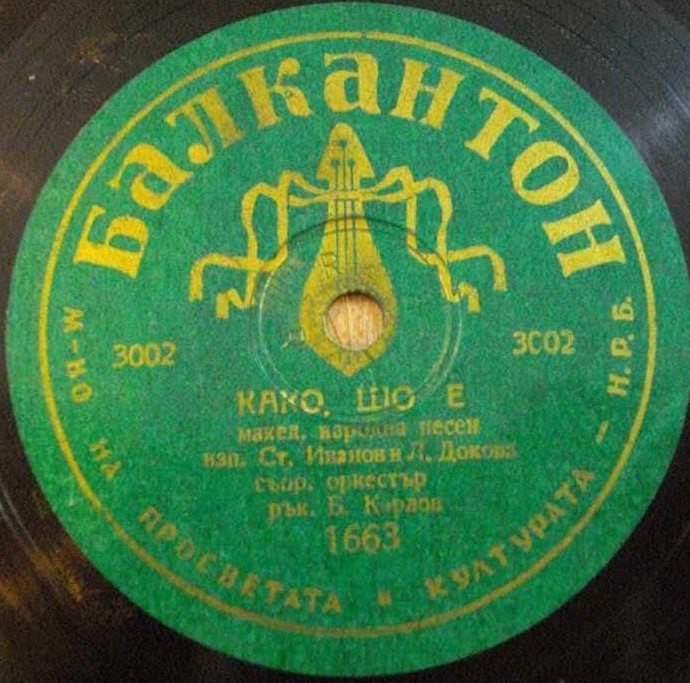 Балкантон
3002
3002
КАКО, ШО Е
макед. народна песен
изп. Ст. Иванов и Л. Докова
съпр. оркестър
рък. Б. Карлов
1663
М-ВО НА ПРОСВЕТАТА И КУЛТУРАТА — Н.Р.Б.